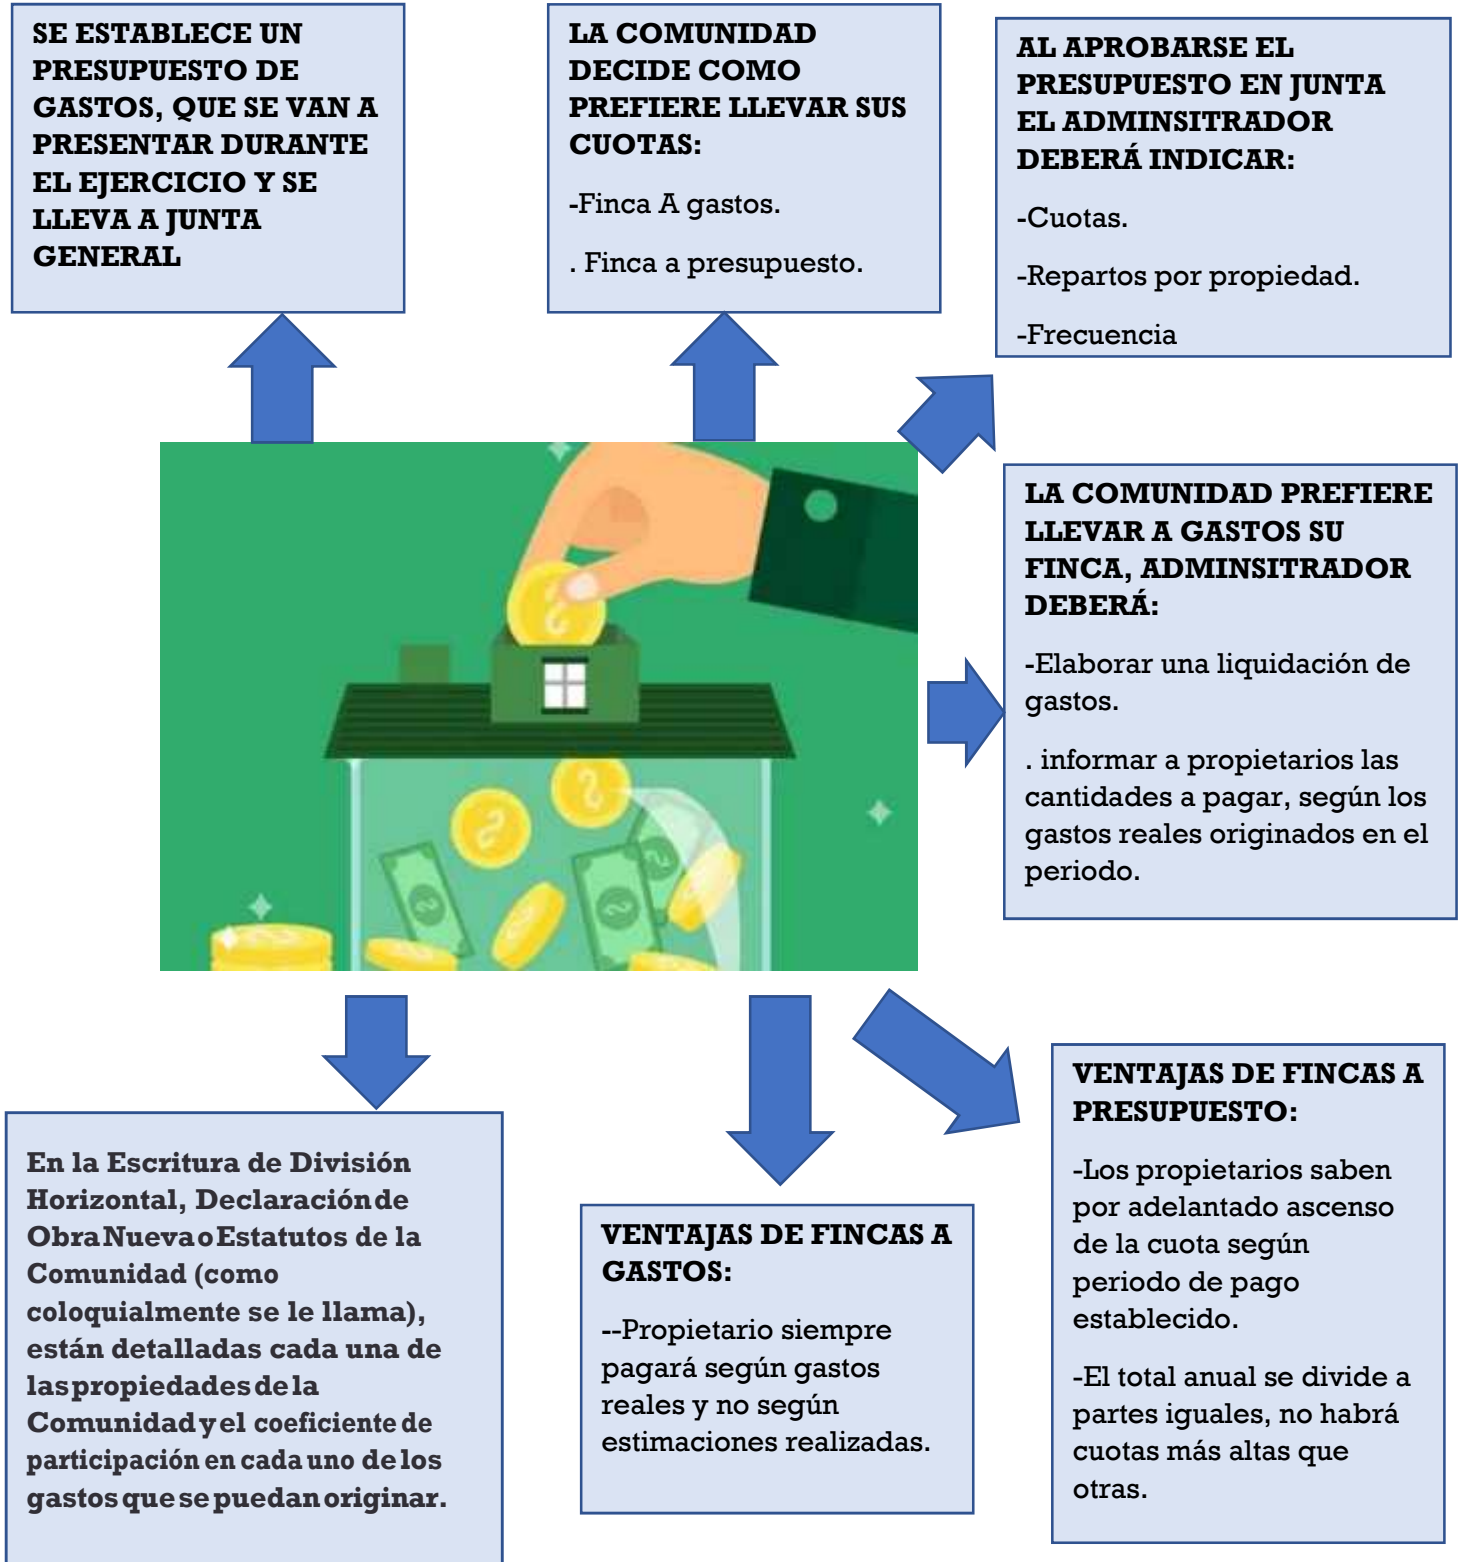 SE ESTABLECE UN
PRESUPUESTO DE
GASTOS, QUE SE VAN A
PRESENTAR DURANTE
EL EJERCICIO Y SE
LLEVA A JUNTA
GENERAL
LA COMUNIDAD
DECIDE COMO
PREFIERE LLEVAR SUS
CUOTAS:
-Finca A gastos.
. Finca a presupuesto.
AL APROBARSE EL
PRESUPUESTO EN JUNTA
EL ADMINSITRADOR
DEBERÁ INDICAR:
-Cuotas.
-Repartos por propiedad.
-Frecuencia
LA COMUNIDAD PREFIERE
LLEVAR A GASTOS SU
FINCA, ADMINSITRADOR
DEBERÁ:
-Elaborar una liquidación de
gastos.
. informar a propietarios las
cantidades a pagar, según los
gastos reales originados en el
periodo.
En la Escritura de División
Horizontal, Declaración de
Obra Nueva o Estatutos de la
Comunidad (como
coloquialmente se le llama),
están detalladas cada una de
las propiedades de la
Comunidad y el coeficiente de
participación en cada uno de los
gastos que se puedan originar.
VENTAJAS DE FINCAS A
GASTOS:
--Propietario siempre
pagará según gastos
reales y no según
estimaciones realizadas.
VENTAJAS DE FINCAS A
PRESUPUESTO:
-Los propietarios saben
por adelantado ascenso
de la cuota según
periodo de pago
establecido.
-El total anual se divide a
partes iguales, no habrá
cuotas más altas que
otras.